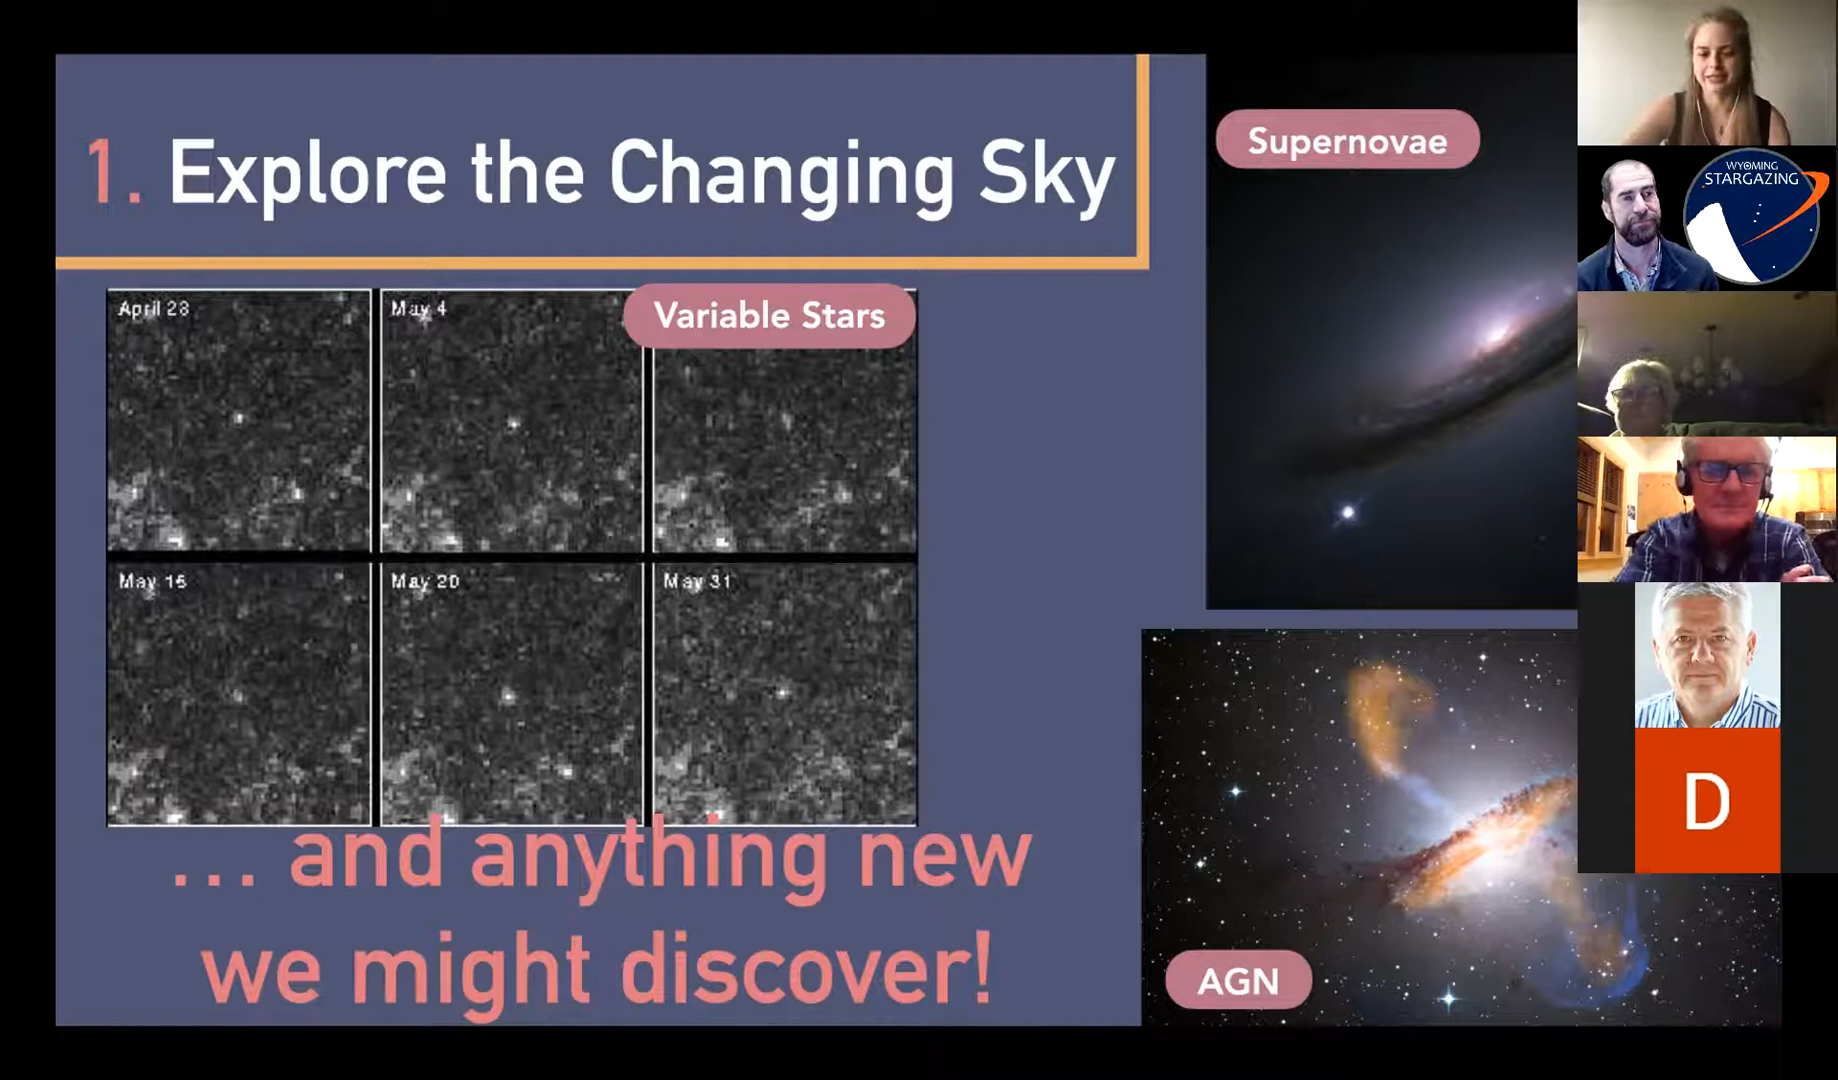 1. Explore the Changing Sky
Supernovae
WYOMING
STARGAZING
April 23
May 4
Variable Stars
May 15
May 20
May 31
... and anything new
we might discover!
AGN
D